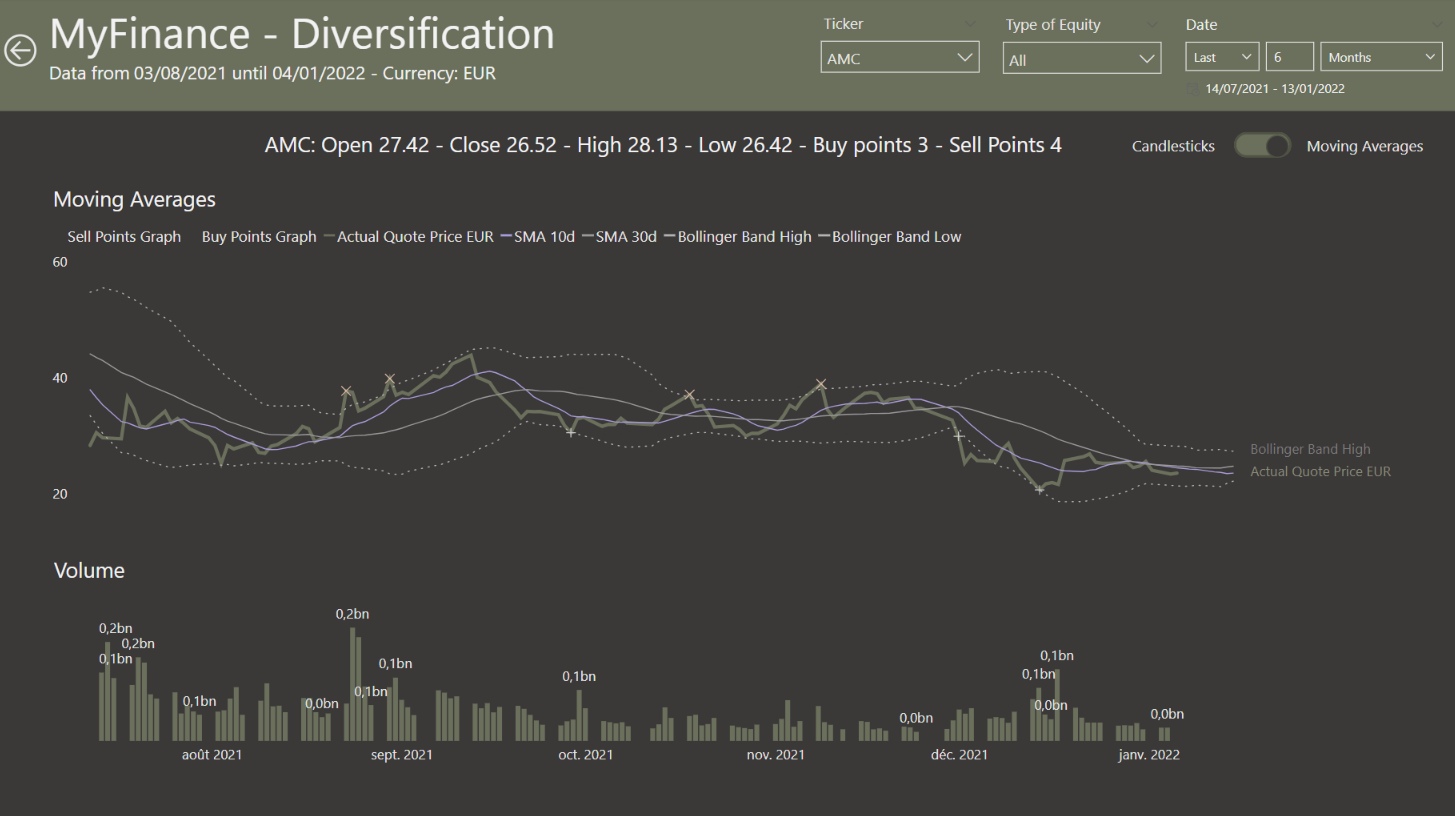 MyFinance - Diversification
Data from 03/08/2021 until 04/01/2022 - Currency: EUR
Ticker
AMC
Type of Equity
All
Date
Last
6
Months
14/07/2021 - 13/01/2022
AMC: Open 27.42 - Close 26.52 - High 28.13 - Low 26.42 - Buy points 3 - Sell Points 4
Candlesticks
Moving Averages
Moving Averages
Sell Points Graph Buy Points Graph Actual Quote Price EUR SMA 10d SMA 30d Bollinger Band High Bollinger Band Low
60
40
20
Bollinger Band High
Actual Quote Price EUR
Volume
0,2bn
0,2bn
0,1bn
0,1bn
0,0bn
0,2bn
0,1bn
0,1bn
0,1bn
0,0bn
0,1bn
0,1bn
0,0bn
0,0bn
août 2021 sept. 2021 oct. 2021 nov. 2021 déc. 2021 janv. 2022